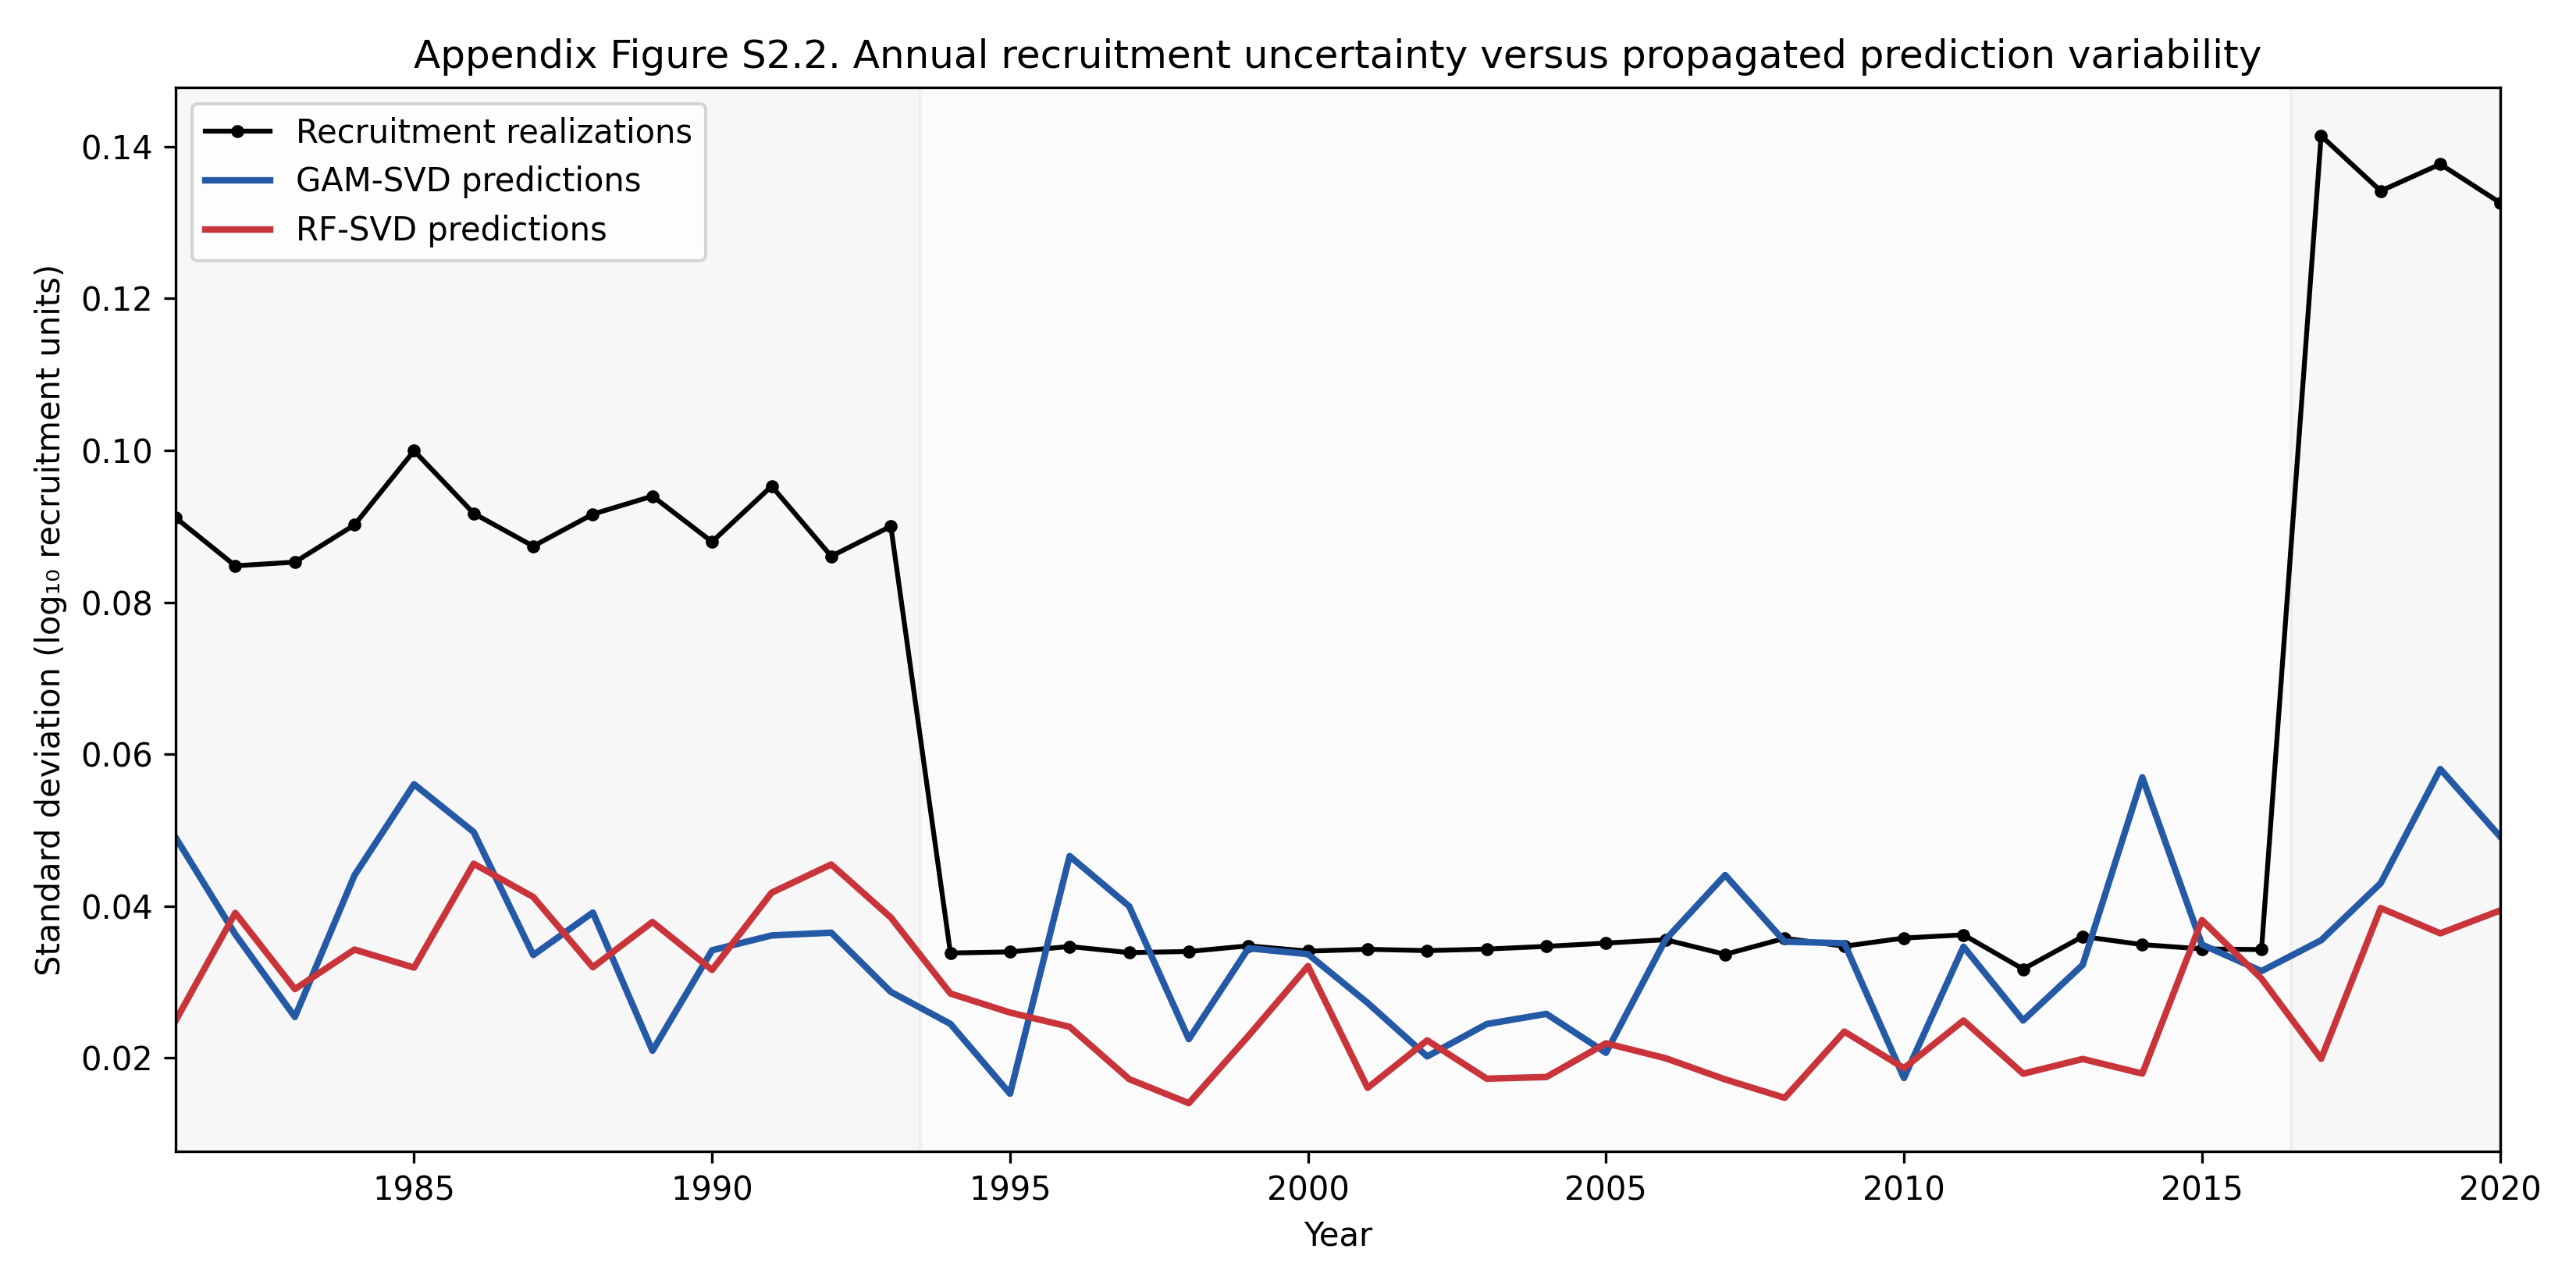 Appendix Figure S2.2. Annual recruitment uncertainty versus propagated prediction variability
Recruitment realizations
GAM-SVD predictions
RF-SVD predictions
Standard deviation (log₁₀ recruitment units)
0.14
0.12
0.10
0.08
0.06
0.04
0.02
1985
1990
1995
2000
2005
2010
2015
2020
Year